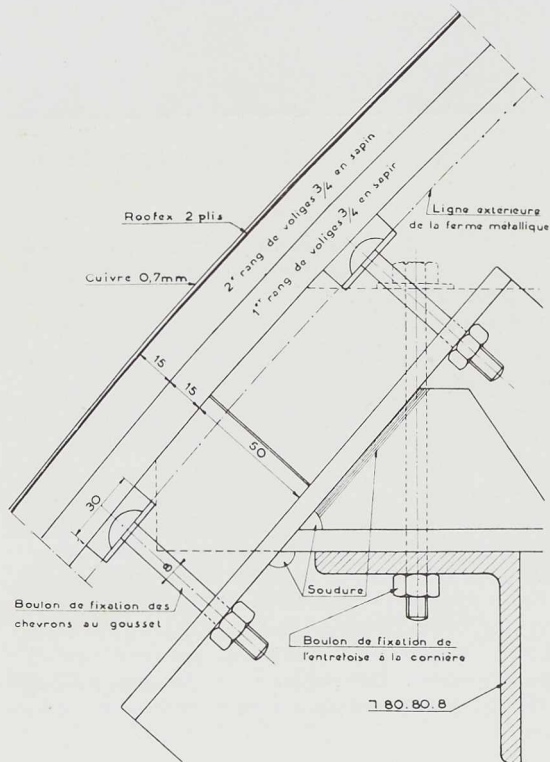 2ᵉ rang de voliges 3/4 en sapin
1ᵉʳ rang de voliges 3/4 en sapin
Roofex 2 plis
Ligne extérieure
de la ferme métallique
Cuivre 0,7mm
15
15
50
30
8
Boulon de fixation des
chevrons au gousset
Soudure
Boulon de fixation de
l'entretoise à la cornière
7 80.80.8